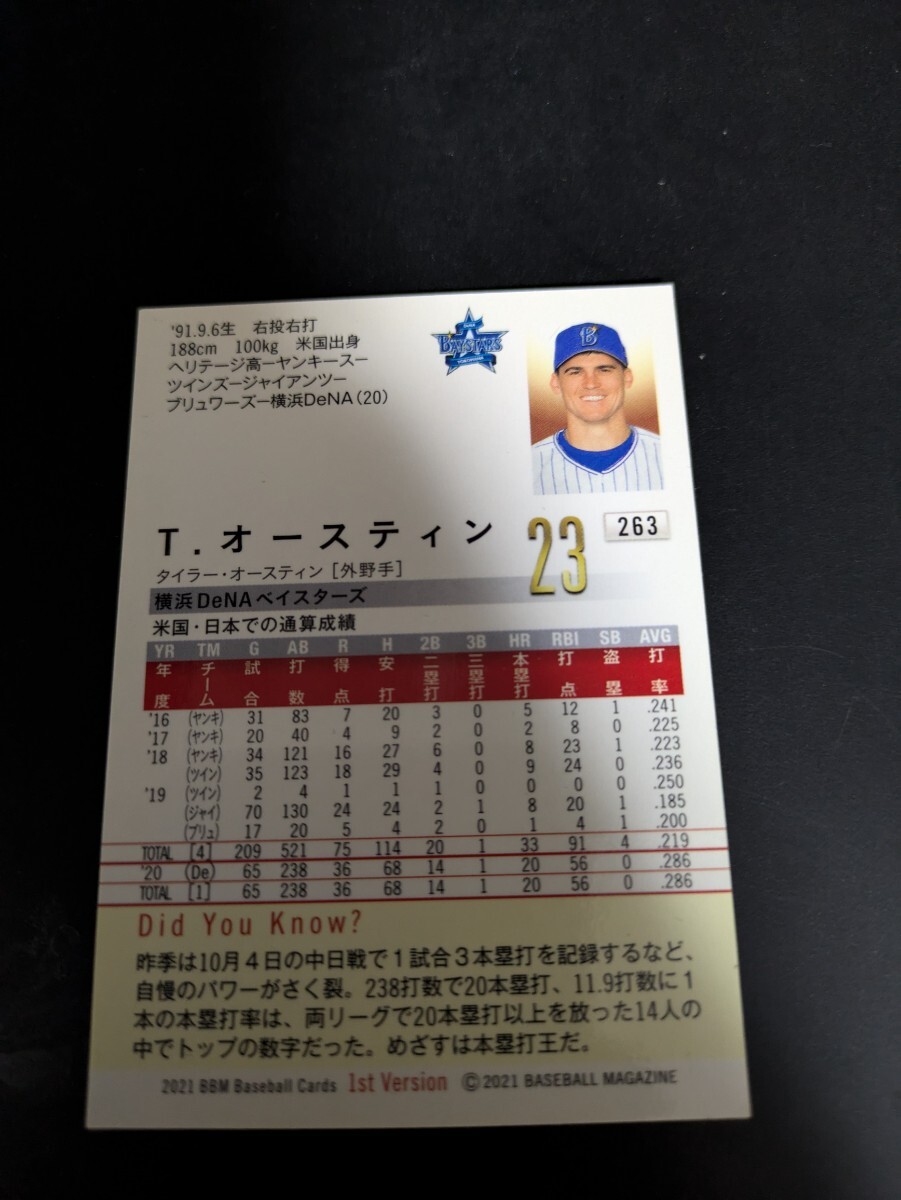 '91.9.6生 右投右打
188cm 100kg 米国出身
ヘリテージ高ーヤンキースー
ツインズージャイアンツー
ブリュワーズー横浜DeNA(20)
BAYSTARS
B
T.オースティン
23
263
タイラー・オースティン [外野手]
横浜DeNAベイスターズ
米国・日本での通算成績
YR TM G AB R H 2B 3B HR RBI SB AVG
年度 チーム 試合 打数 得点 安打 二塁打 三塁打 本塁打 打点 盗塁 打率
'16 (ヤンキ) 31 83 7 20 3 0 5 12 1 .241
'17 (ヤンキ) 20 40 4 9 2 0 2 8 0 .225
'18 (ヤンキ) 34 121 16 27 6 0 8 23 1 .223
(ツイン) 35 123 18 29 4 0 9 24 0 .236
'19 (ツイン) 2 4 1 1 1 0 0 0 0 .250
(ジャイ) 70 130 24 24 2 1 8 20 1 .185
(ブリュ) 17 20 5 4 2 0 1 4 1 .200
TOTAL [4] 209 521 75 114 20 1 33 91 4 .219
'20 (De) 65 238 36 68 14 1 20 56 0 .286
TOTAL [1] 65 238 36 68 14 1 20 56 0 .286
Did You Know?
昨季は10月4日の中日戦で1試合3本塁打を記録するなど、
自慢のパワーがさく裂。238打数で20本塁打、11.9打数に1
本の本塁打率は、両リーグで20本塁打以上を放った14人の
中でトップの数字だった。めざすは本塁打王だ。
2021 BBM Baseball Cards 1st Version ©2021 BASEBALL MAGAZINE